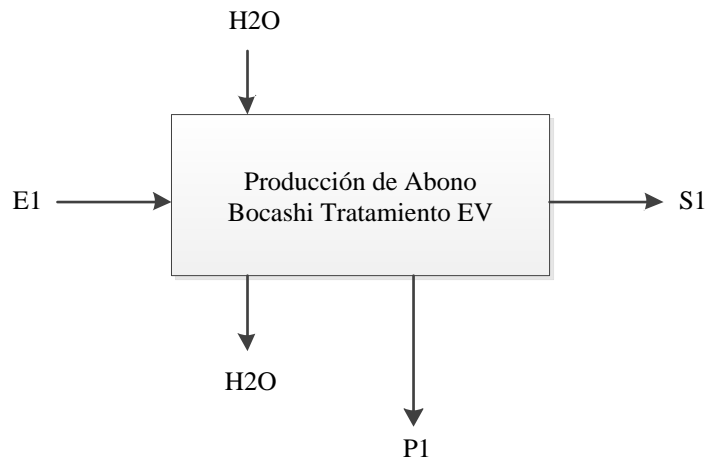 H2O
E1
Producción de Abono
Bocashi Tratamiento EV
S1
H2O
P1